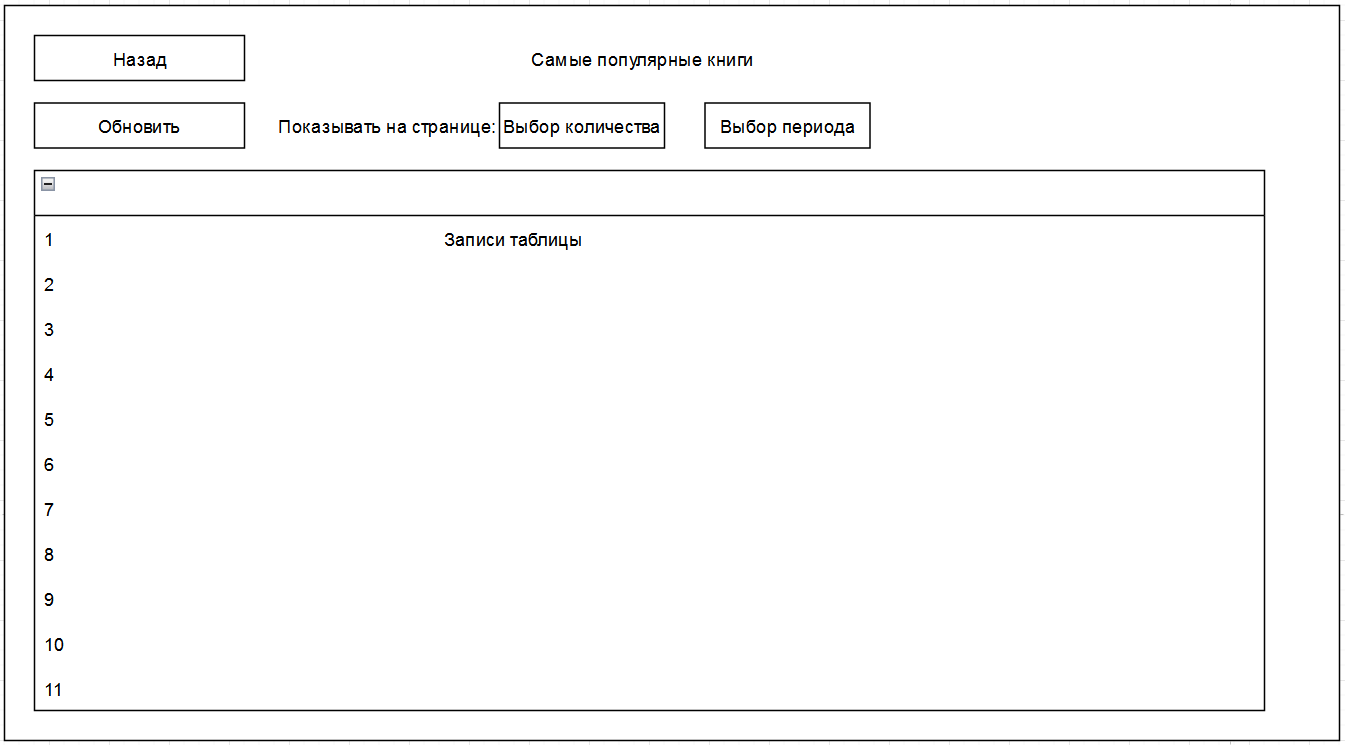 Назад
Самые популярные книги
Обновить
Показывать на странице:
Выбор количества
Выбор периода
1
Записи таблицы
2
3
4
5
6
7
8
9
10
11